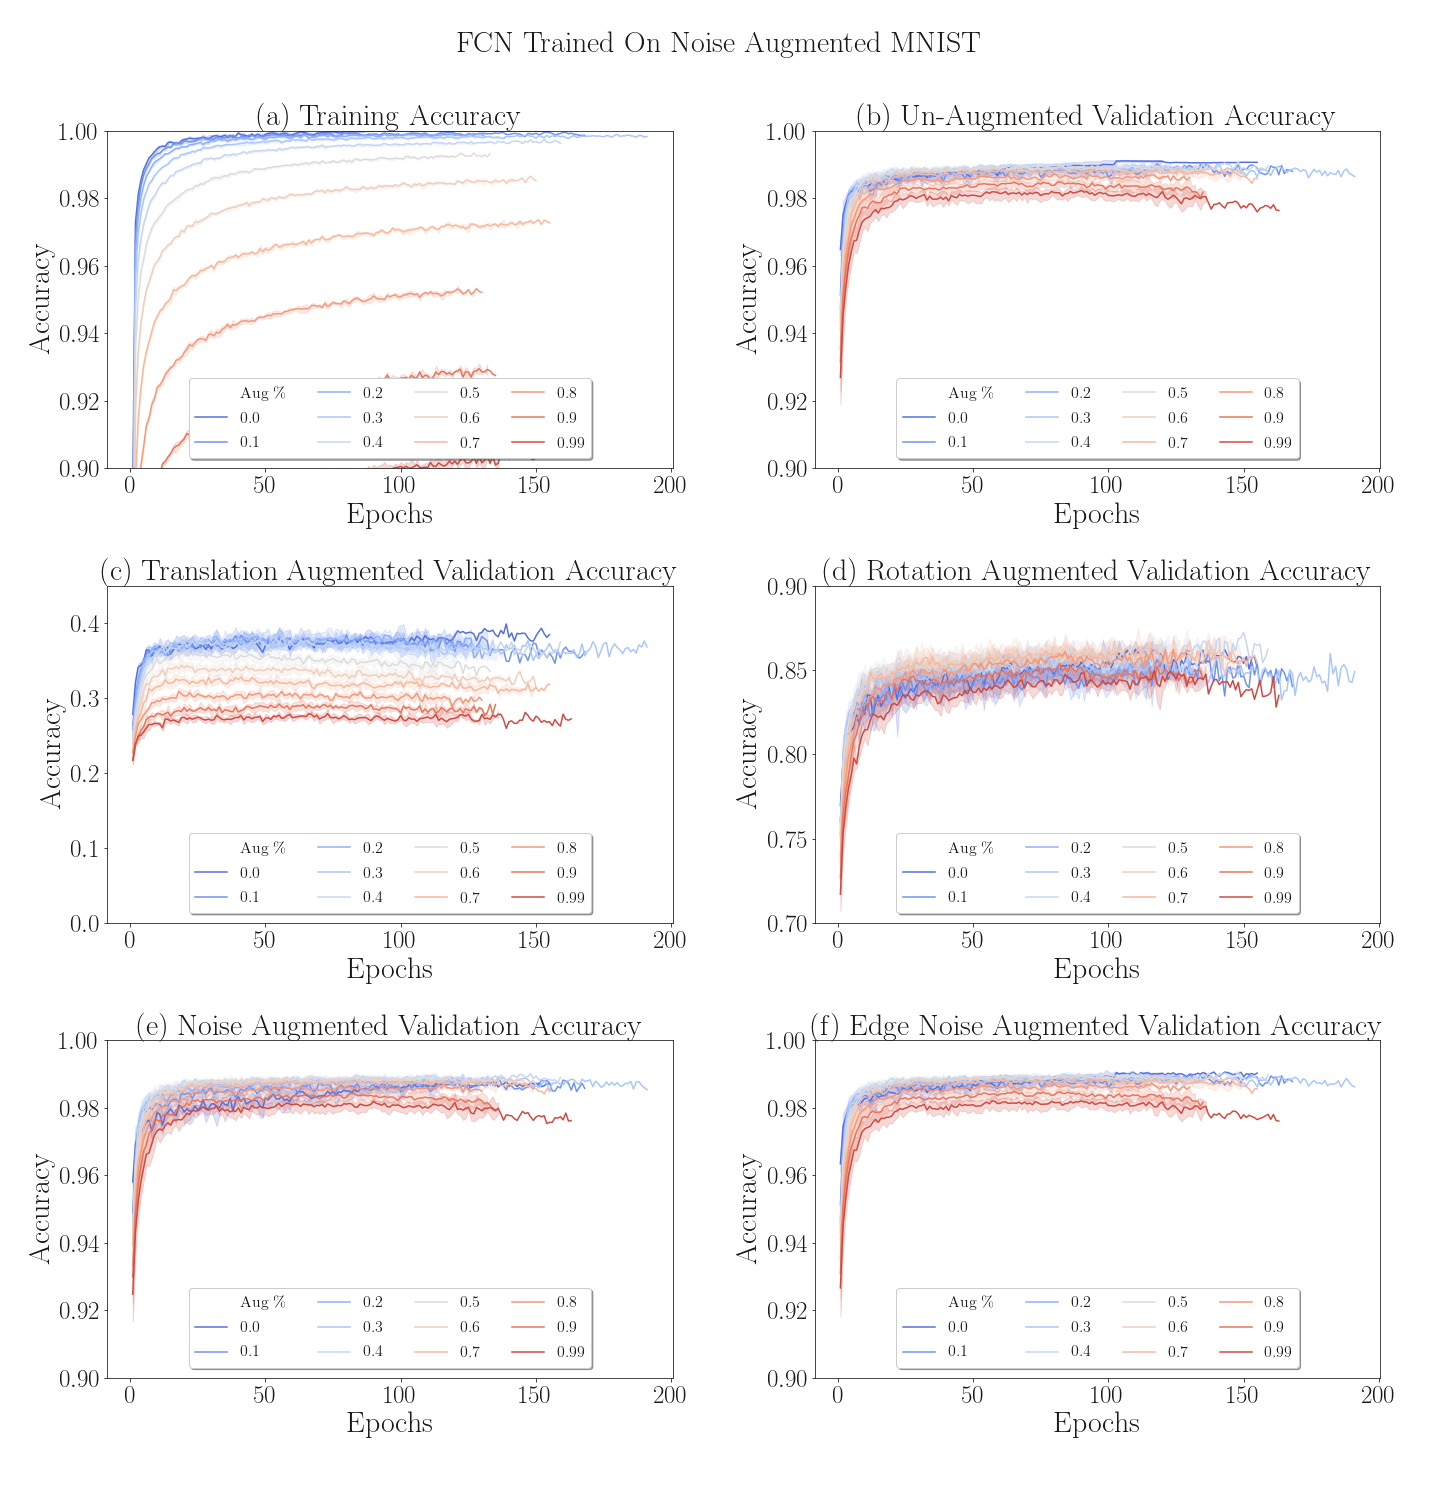 FCN Trained On Noise Augmented MNIST
(a) Training Accuracy
1.00
0.98
0.96
0.94
0.92
0.90
Accuracy
Aug % 0.2 0.5 0.8
0.0 0.3 0.6 0.9
0.1 0.4 0.7 0.99
0 50 100 150 200
Epochs
(b) Un-Augmented Validation Accuracy
1.00
0.98
0.96
0.94
0.92
0.90
Accuracy
Aug % 0.2 0.5 0.8
0.0 0.3 0.6 0.9
0.1 0.4 0.7 0.99
0 50 100 150 200
Epochs
(c) Translation Augmented Validation Accuracy
0.4
0.3
0.2
0.1
0.0
Accuracy
Aug % 0.2 0.5 0.8
0.0 0.3 0.6 0.9
0.1 0.4 0.7 0.99
0 50 100 150 200
Epochs
(d) Rotation Augmented Validation Accuracy
0.90
0.85
0.80
0.75
0.70
Accuracy
Aug % 0.2 0.5 0.8
0.0 0.3 0.6 0.9
0.1 0.4 0.7 0.99
0 50 100 150 200
Epochs
(e) Noise Augmented Validation Accuracy
1.00
0.98
0.96
0.94
0.92
0.90
Accuracy
Aug % 0.2 0.5 0.8
0.0 0.3 0.6 0.9
0.1 0.4 0.7 0.99
0 50 100 150 200
Epochs
(f) Edge Noise Augmented Validation Accuracy
1.00
0.98
0.96
0.94
0.92
0.90
Accuracy
Aug % 0.2 0.5 0.8
0.0 0.3 0.6 0.9
0.1 0.4 0.7 0.99
0 50 100 150 200
Epochs